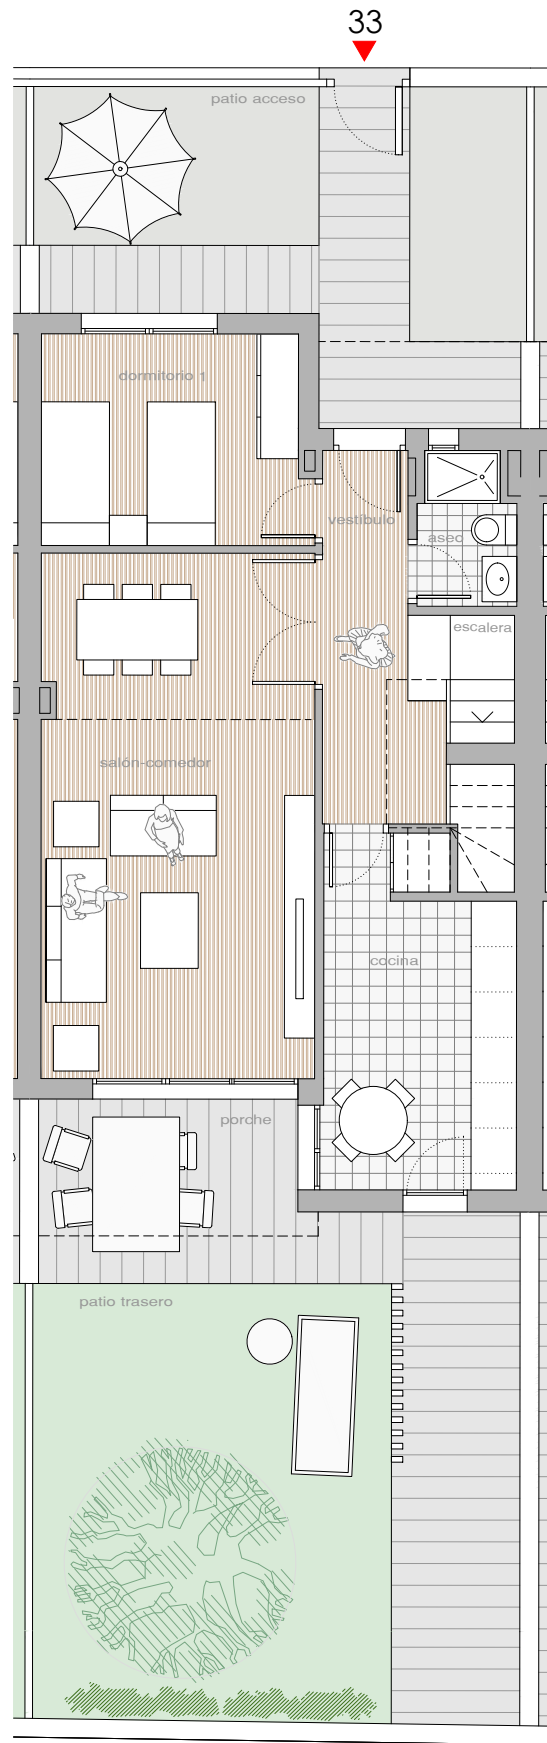 33
patio acceso
dormitorio 1
vestíbulo
aseo
escalera
salón-comedor
cocina
porche
patio trasero